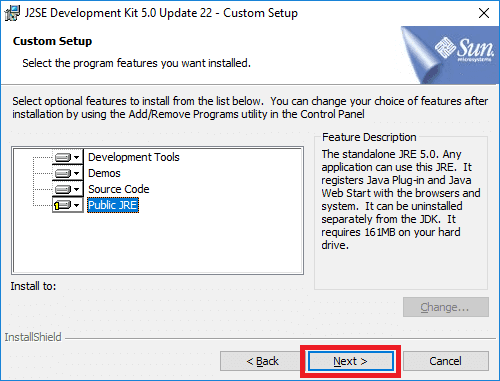 J2SE Development Kit 5.0 Update 22 - Custom Setup
Custom Setup
Select the program features you want installed.
Sun
microsystems
Select optional features to install from the list below. You can change your choice of features after
installation by using the Add/Remove Programs utility in the Control Panel
Development Tools
Demos
Source Code
Public JRE
Feature Description
The standalone JRE 5.0. Any
application can use this JRE. It
registers Java Plug-in and Java
Web Start with the browsers and
system. It can be uninstalled
separately from the JDK. It
requires 161MB on your hard
drive.
Install to:
Change...
InstallShield
< Back
Next >
Cancel